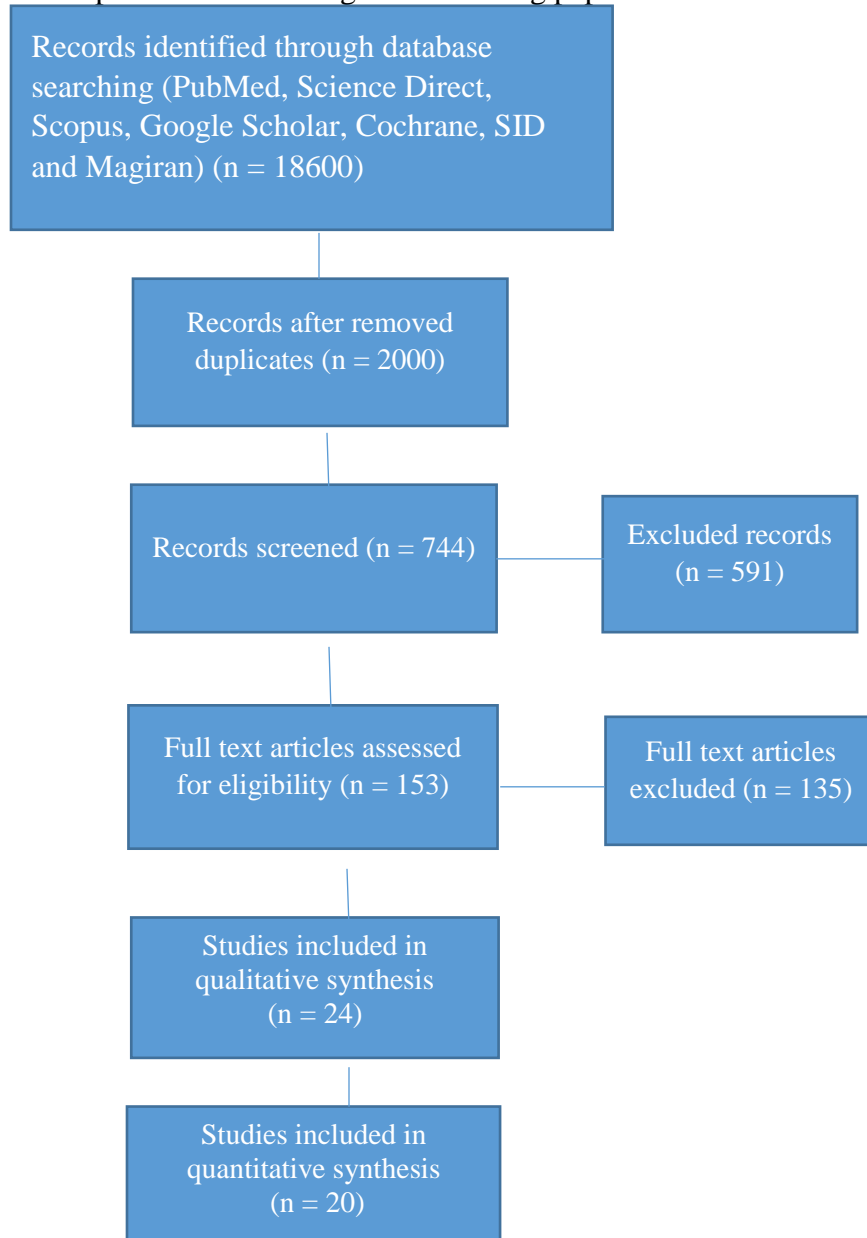 Records identified through database
searching (PubMed, Science Direct,
Scopus, Google Scholar, Cochrane, SID
and Magiran) (n = 18600)
Records after removed
duplicates (n = 2000)
Records screened (n = 744)
Excluded records
(n = 591)
Full text articles assessed
for eligibility (n = 153)
Full text articles
excluded (n = 135)
Studies included in
qualitative synthesis
(n = 24)
Studies included in
quantitative synthesis
(n = 20)